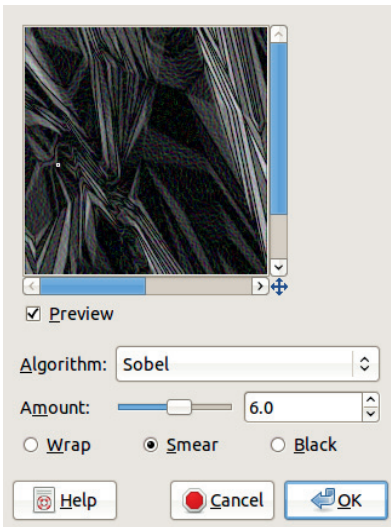 Preview
Algorithm: Sobel
Amount: 6.0
Wrap Smear Black
Help Cancel OK